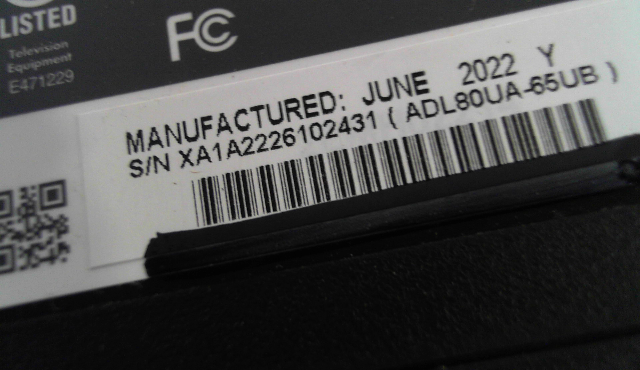 LISTED
Television
Equipment
E471229
FC
MANUFACTURED: JUNE 2022 Y
S/N XA1A2226102431 ( ADL80UA-65UB )